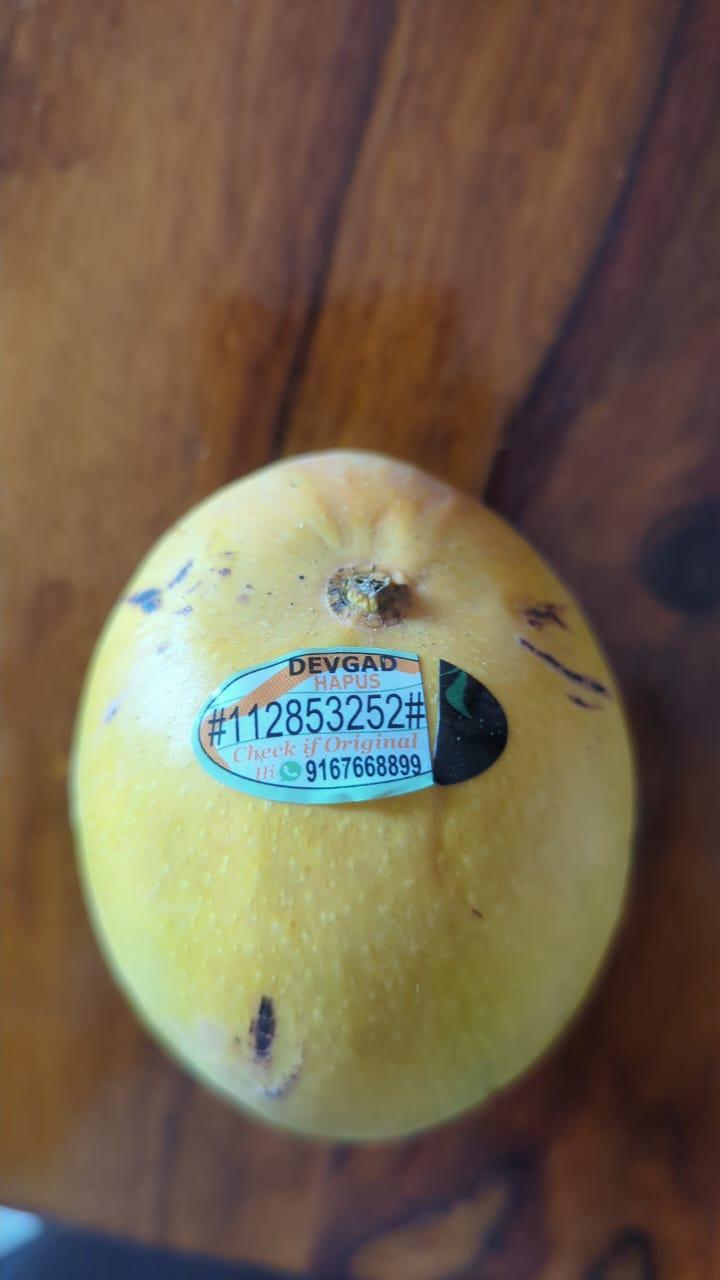 DEVGAD
HAPUS
#112853252#
Check if Original
Hi 9167668899